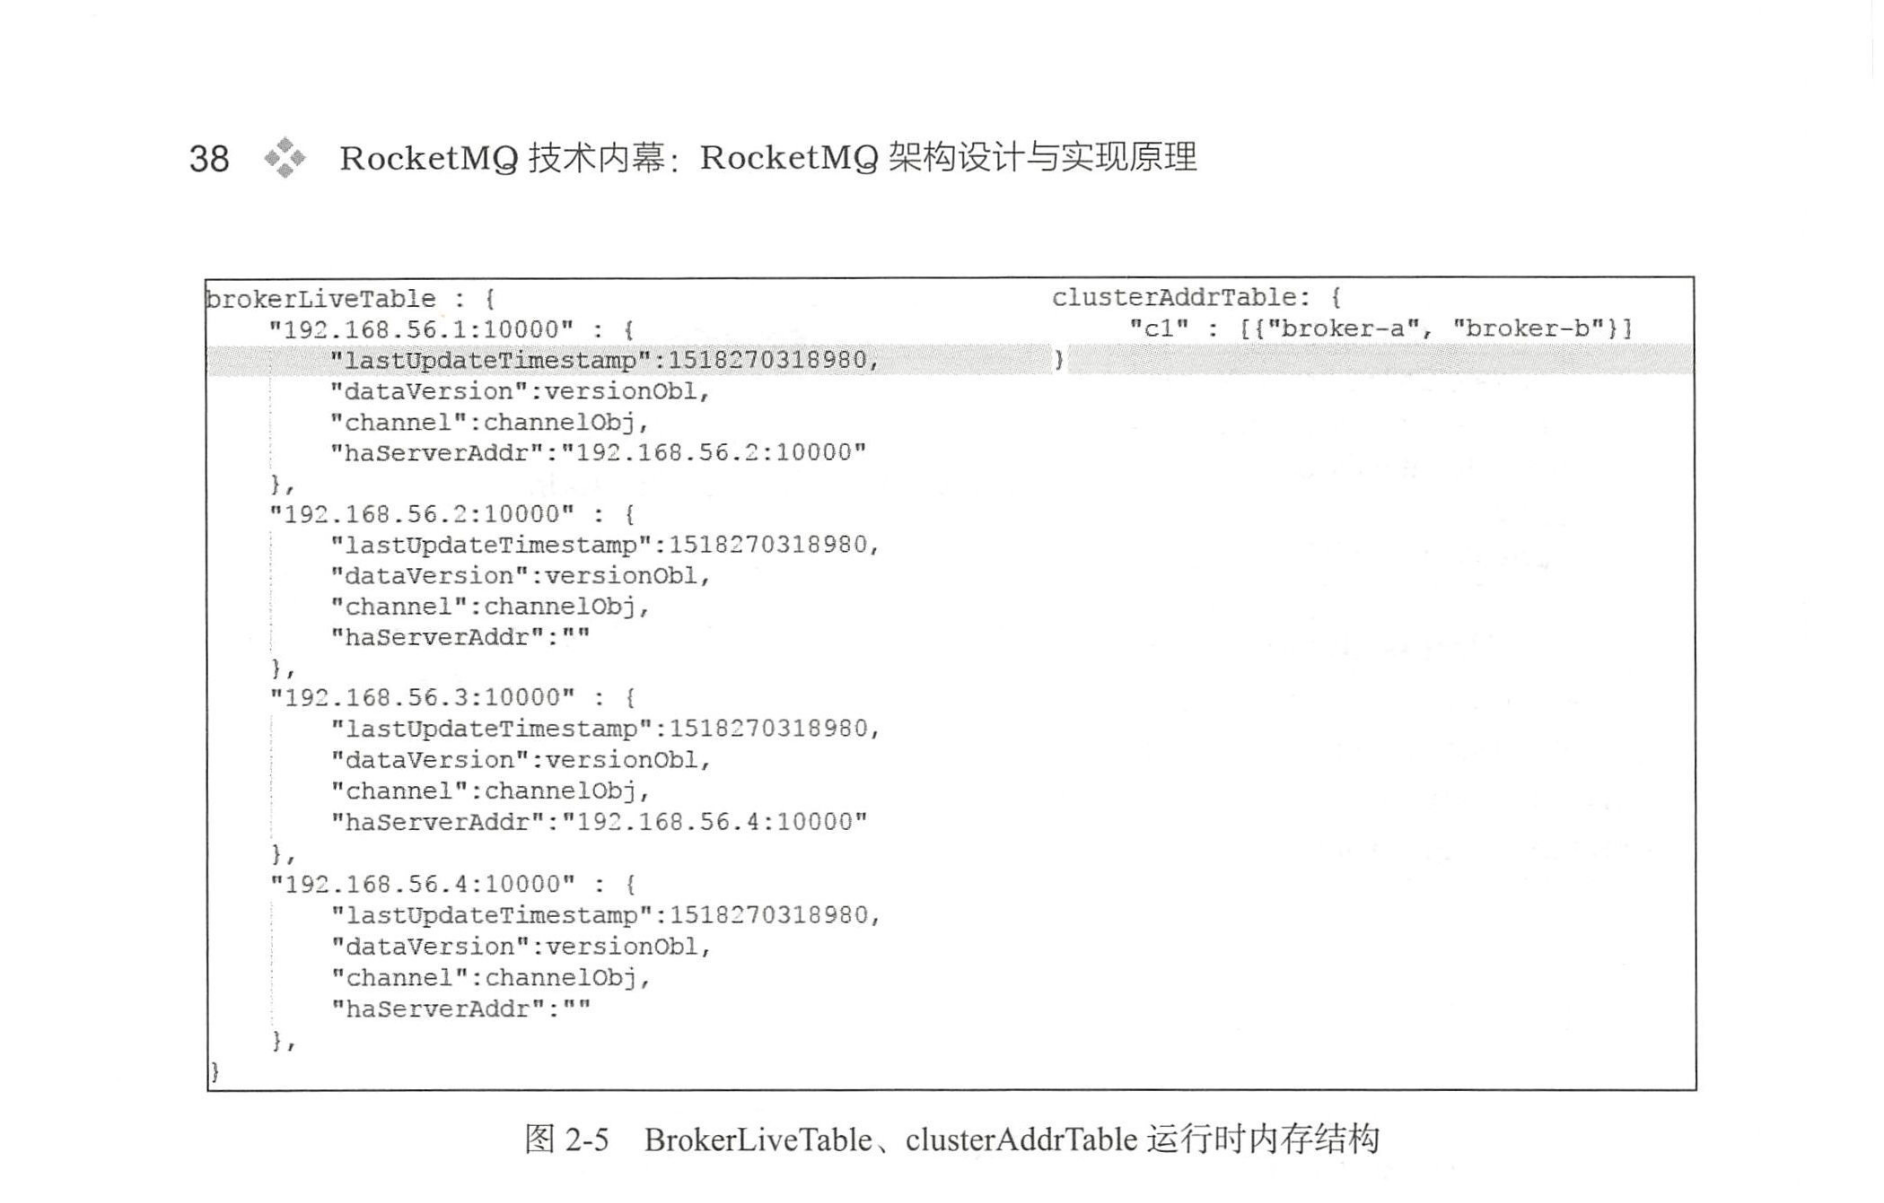 38 RocketMQ 技术内幕：RocketMQ 架构设计与实现原理
brokerLiveTable : {
"192.168.56.1:10000" : {
"lastUpdateTimestamp":1518270318980,
"dataVersion":versionObl,
"channel":channelObj,
"haServerAddr":"192.168.56.2:10000"
},
"192.168.56.2:10000" : {
"lastUpdateTimestamp":1518270318980,
"dataVersion":versionObl,
"channel":channelObj,
"haServerAddr":""
},
"192.168.56.3:10000" : {
"lastUpdateTimestamp":1518270318980,
"dataVersion":versionObl,
"channel":channelObj,
"haServerAddr":"192.168.56.4:10000"
},
"192.168.56.4:10000" : {
"lastUpdateTimestamp":1518270318980,
"dataVersion":versionObl,
"channel":channelObj,
"haServerAddr":""
},
}
clusterAddrTable: {
"c1" : [{"broker-a", "broker-b"}]
}
图 2-5 BrokerLiveTable、clusterAddrTable 运行时内存结构